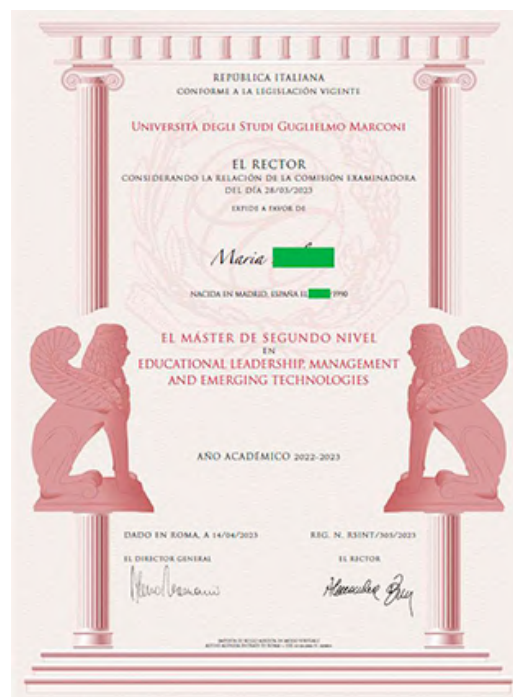 REPÚBLICA ITALIANA
CONFORME A LA LEGISLACIÓN VIGENTE
UNIVERSITÀ DEGLI STUDI GUGLIELMO MARCONI
EL RECTOR
CONSIDERANDO LA RELACIÓN DE LA COMISIÓN EXAMINADORA
DEL DÍA 28/03/2023
EXPIDE A FAVOR DE
Maria
NACIDA EN MADRID, ESPAÑA EL 1990
EL MÁSTER DE SEGUNDO NIVEL
EN
EDUCATIONAL LEADERSHIP, MANAGEMENT
AND EMERGING TECHNOLOGIES
AÑO ACADÉMICO 2022-2023
DADO EN ROMA, A 14/04/2023 REG. N. RSINT/305/2023
EL DIRECTOR GENERAL EL RECTOR